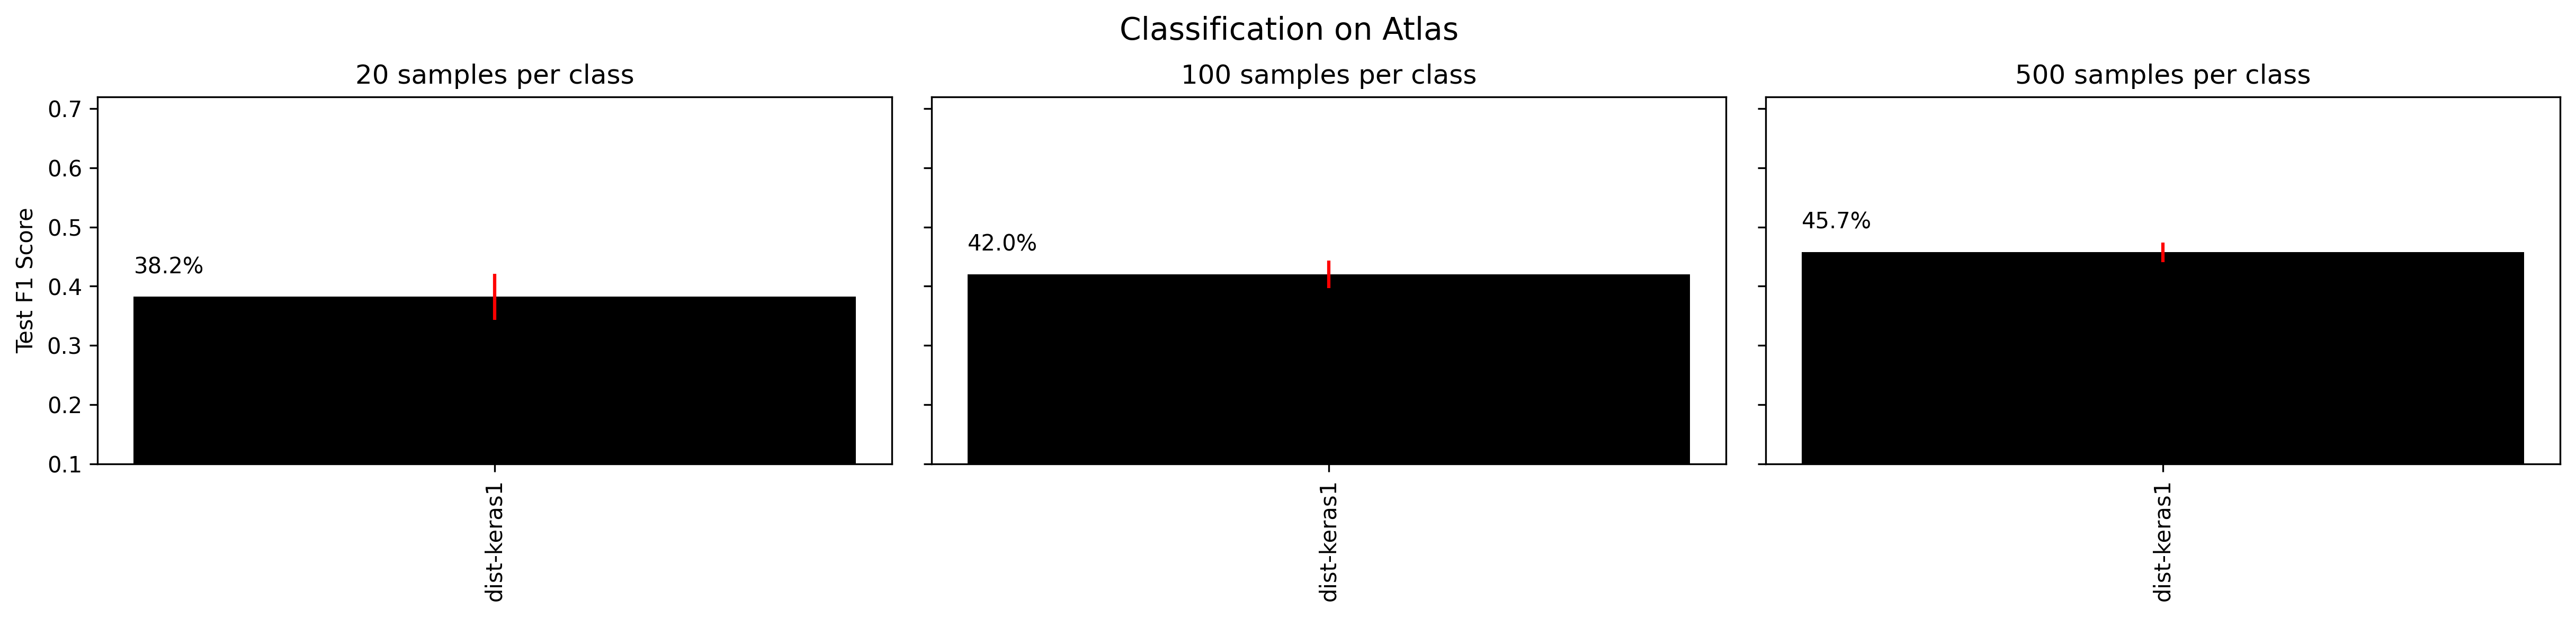 Classification on Atlas
20 samples per class
100 samples per class
500 samples per class
Test F1 Score
0.7
0.6
0.5
0.4
0.3
0.2
0.1
38.2%
42.0%
45.7%
dist-keras1
dist-keras1
dist-keras1